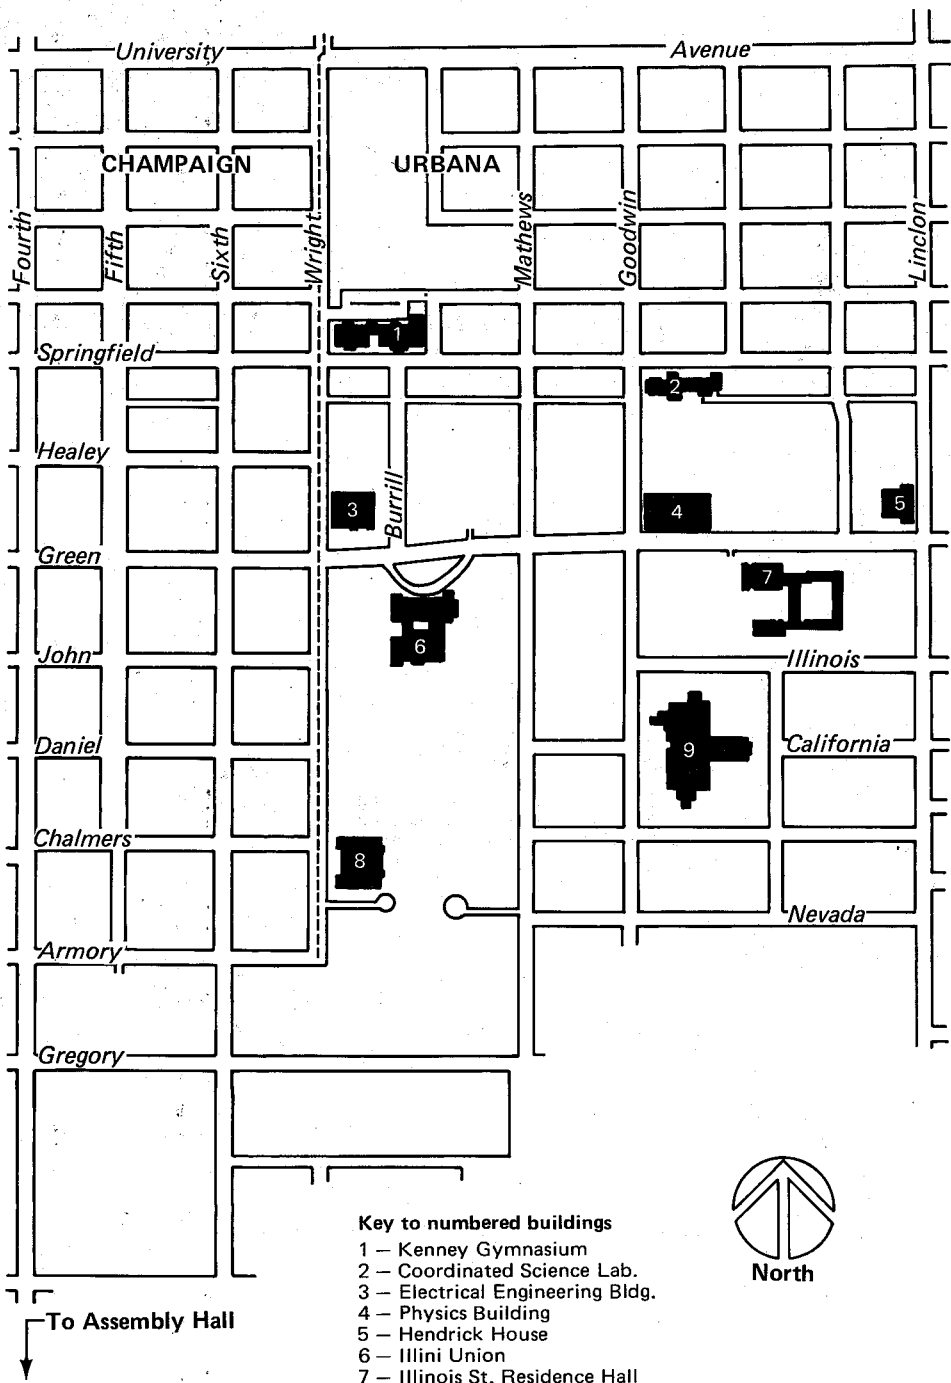 University
Avenue
CHAMPAIGN
URBANA
Fourth
Fifth
Sixth
Wright
Mathews
Goodwin
Linclon
1
Springfield
2
Healey
Burrill
3
4
5
Green
7
6
John
Illinois
Daniel
9
California
Chalmers
8
Nevada
Armory
Gregory
Key to numbered buildings
1 – Kenney Gymnasium
2 – Coordinated Science Lab.
3 – Electrical Engineering Bldg.
4 – Physics Building
5 – Hendrick House
6 – Illini Union
7 – Illinois St. Residence Hall
North
To Assembly Hall